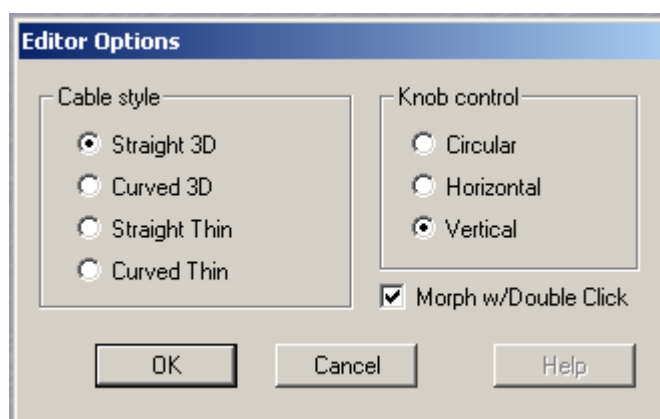 Editor Options
Cable style
Straight 3D
Curved 3D
Straight Thin
Curved Thin
Knob control
Circular
Horizontal
Vertical
Morph w/Double Click
OK
Cancel
Help